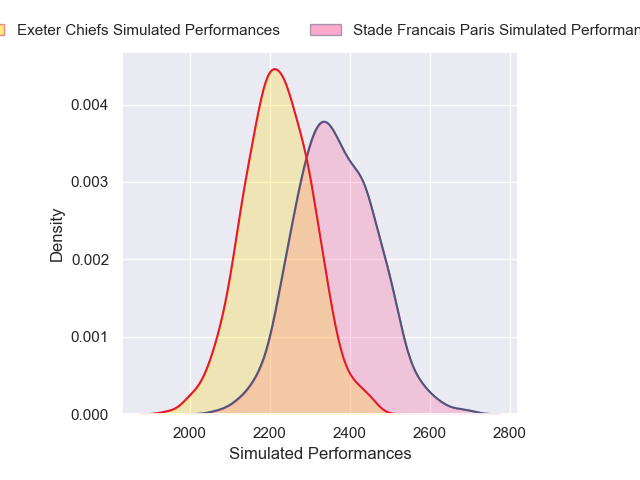 Exeter Chiefs Simulated Performances
Stade Francais Paris Simulated
0.004
0.003
0.002
0.001
0.000
Density
2000 2200 2400 2600 2800
Simulated Performances